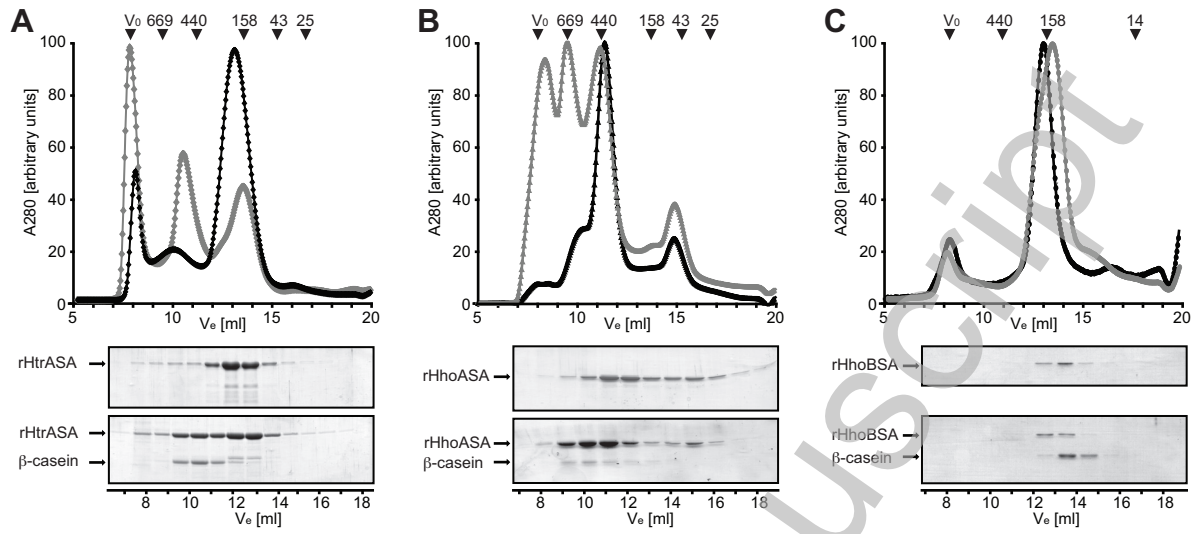 A
V0 669 440 158 43 25
100
80
60
40
20
0
A280 [arbitrary units]
10 15 20
Ve [ml]
rHtrASA
rHtrASA
β-casein
8 10 12 14 16 18
Ve [ml]
B
V0 669 440 158 43 25
100
80
60
40
20
0
A280 [arbitrary units]
10 15 20
Ve [ml]
rHhoASA
rHhoASA
β-casein
8 10 12 14 16 18
Ve [ml]
C
V0 440 158 14
100
80
60
40
20
0
A280 [arbitrary units]
5 10 15 20
Ve [ml]
rHhoBSA
rHhoBSA
β-casein
8 10 12 14 16 18
Ve [ml]
uscript